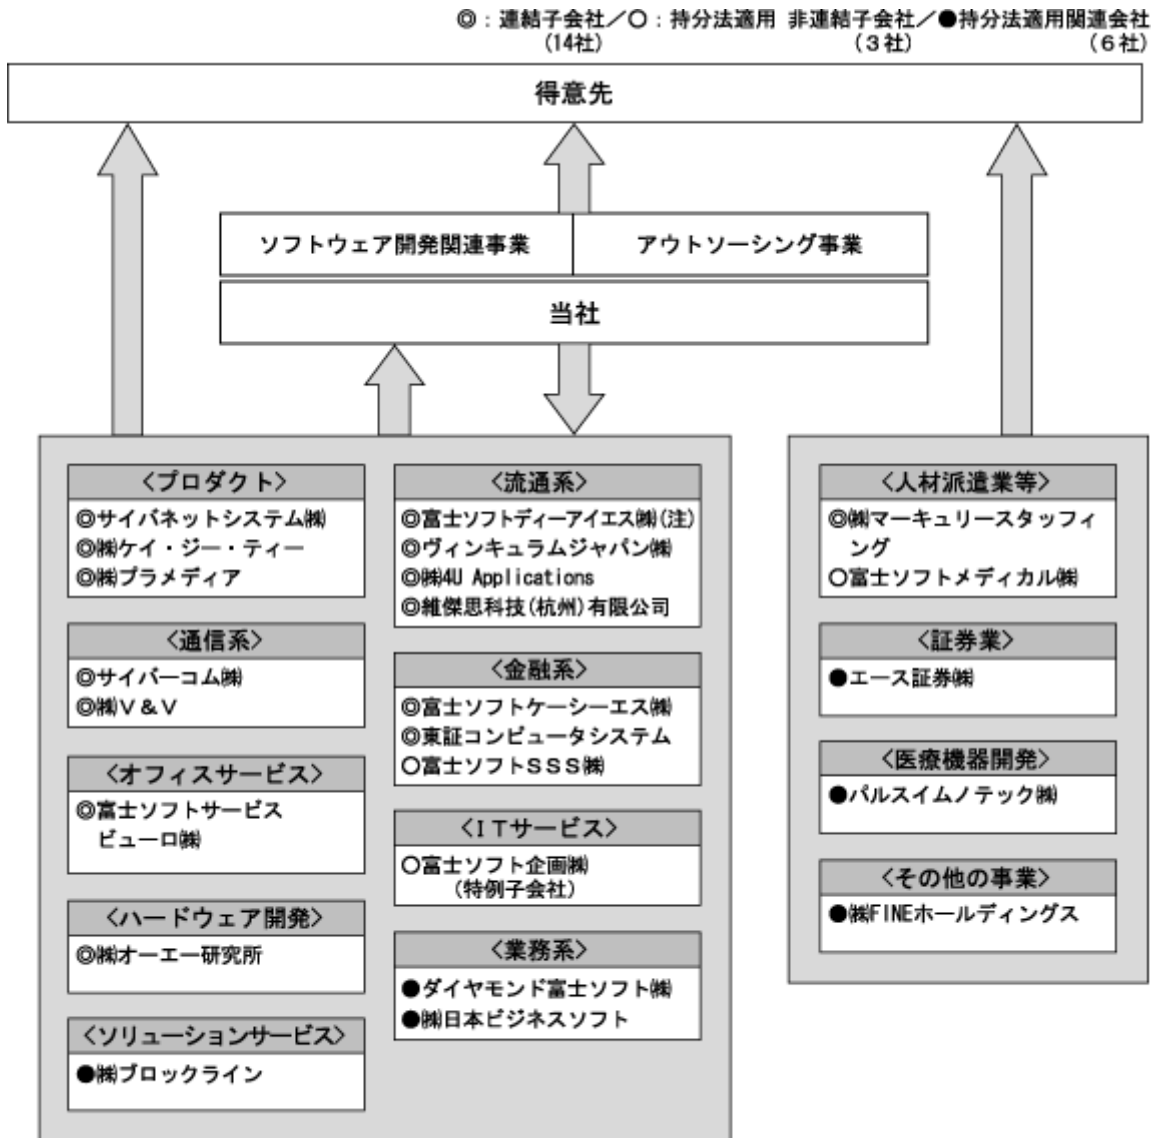 ◎：連結子会社／○：持分法適用 非連結子会社／●持分法適用関連会社
(14社) (３社) (６社)
得意先
ソフトウェア開発関連事業 アウトソーシング事業
当社
〈プロダクト〉
◎サイバネットシステム㈱
◎㈱ケイ・ジー・ティー
◎㈱プラメディア
〈通信系〉
◎サイバーコム㈱
◎㈱Ｖ＆Ｖ
〈オフィスサービス〉
◎富士ソフトサービス
ビューロ㈱
〈ハードウェア開発〉
◎㈱オーエー研究所
〈ソリューションサービス〉
●㈱ブロックライン
〈流通系〉
◎富士ソフトディーアイエス㈱(注)
◎ヴィンキュラムジャパン㈱
◎㈱4U Applications
◎維傑思科技(杭州)有限公司
〈金融系〉
◎富士ソフトケーシーエス㈱
◎東証コンピュータシステム
○富士ソフトＳＳＳ㈱
〈ＩＴサービス〉
○富士ソフト企画㈱
(特例子会社)
〈業務系〉
●ダイヤモンド富士ソフト㈱
●㈱日本ビジネスソフト
〈人材派遣業等〉
◎㈱マーキュリースタッフィ
ング
○富士ソフトメディカル㈱
〈証券業〉
●エース証券㈱
〈医療機器開発〉
●パルスイムノテック㈱
〈その他の事業〉
●㈱FINEホールディングス